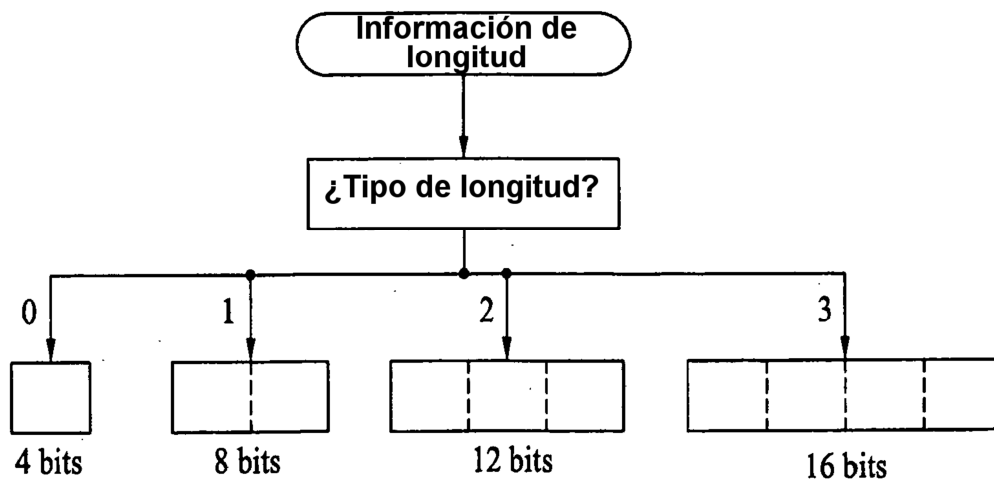 Información de
longitud
¿Tipo de longitud?
0 1 2 3
4 bits 8 bits 12 bits 16 bits